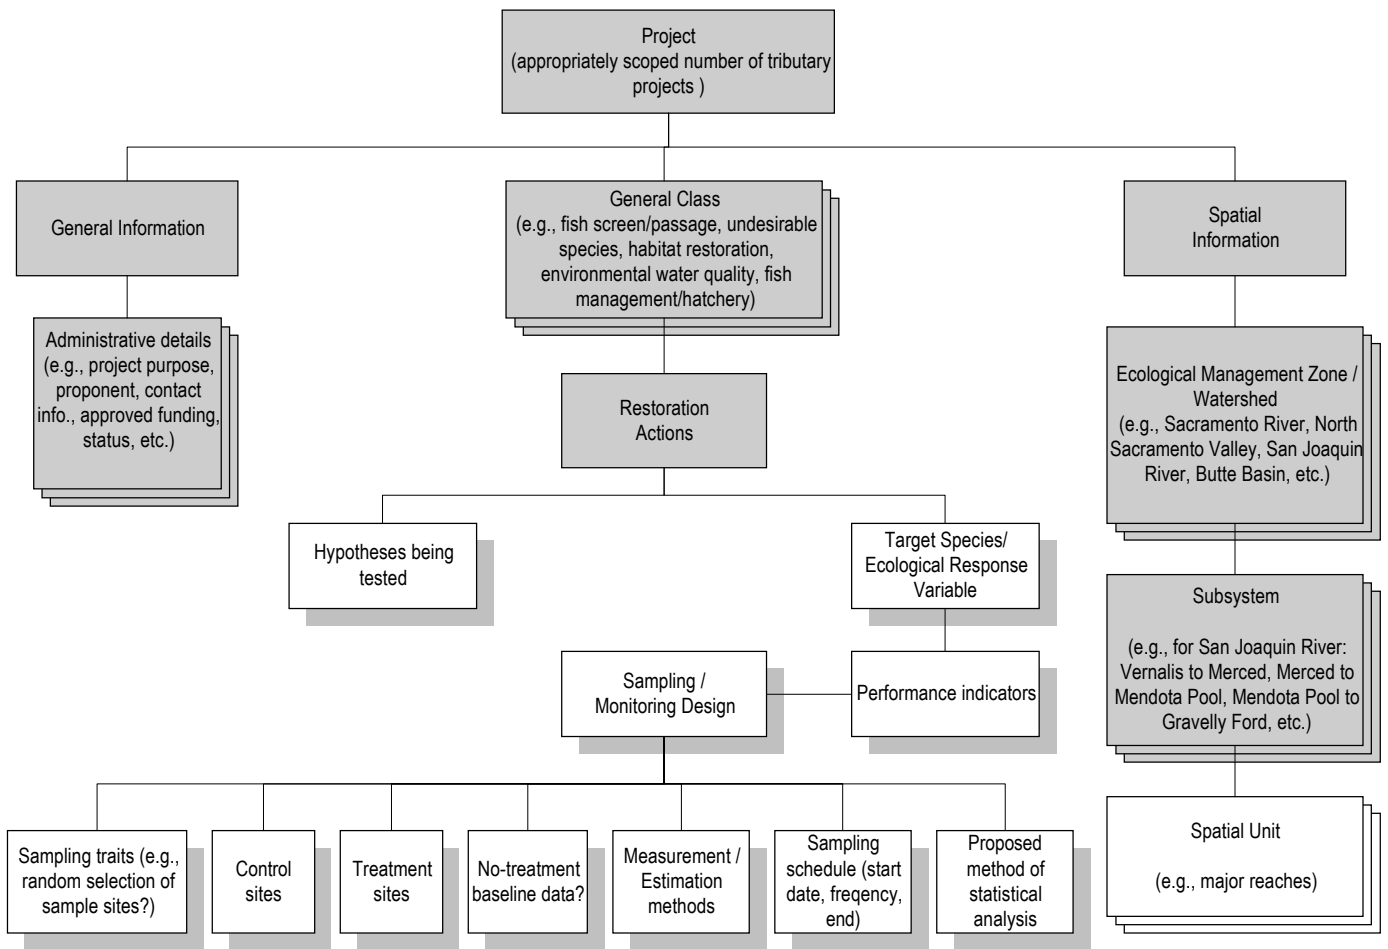 Project
(appropriately scoped number of tributary
projects )
General Information
General Class
(e.g., fish screen/passage, undesirable
species, habitat restoration,
environmental water quality, fish
management/hatchery)
Spatial
Information
Administrative details
(e.g., project purpose,
proponent, contact
info., approved funding,
status, etc.)
Restoration
Actions
Ecological Management Zone /
Watershed
(e.g., Sacramento River, North
Sacramento Valley, San Joaquin
River, Butte Basin, etc.)
Hypotheses being
tested
Target Species/
Ecological Response
Variable
Subsystem
(e.g., for San Joaquin River:
Vernalis to Merced, Merced to
Mendota Pool, Mendota Pool to
Gravelly Ford, etc.)
Sampling /
Monitoring Design
Performance indicators
Sampling traits (e.g.,
random selection of
sample sites?)
Control
sites
Treatment
sites
No-treatment
baseline data?
Measurement /
Estimation
methods
Sampling
schedule (start
date, freqency,
end)
Proposed
method of
statistical
analysis
Spatial Unit
(e.g., major reaches)